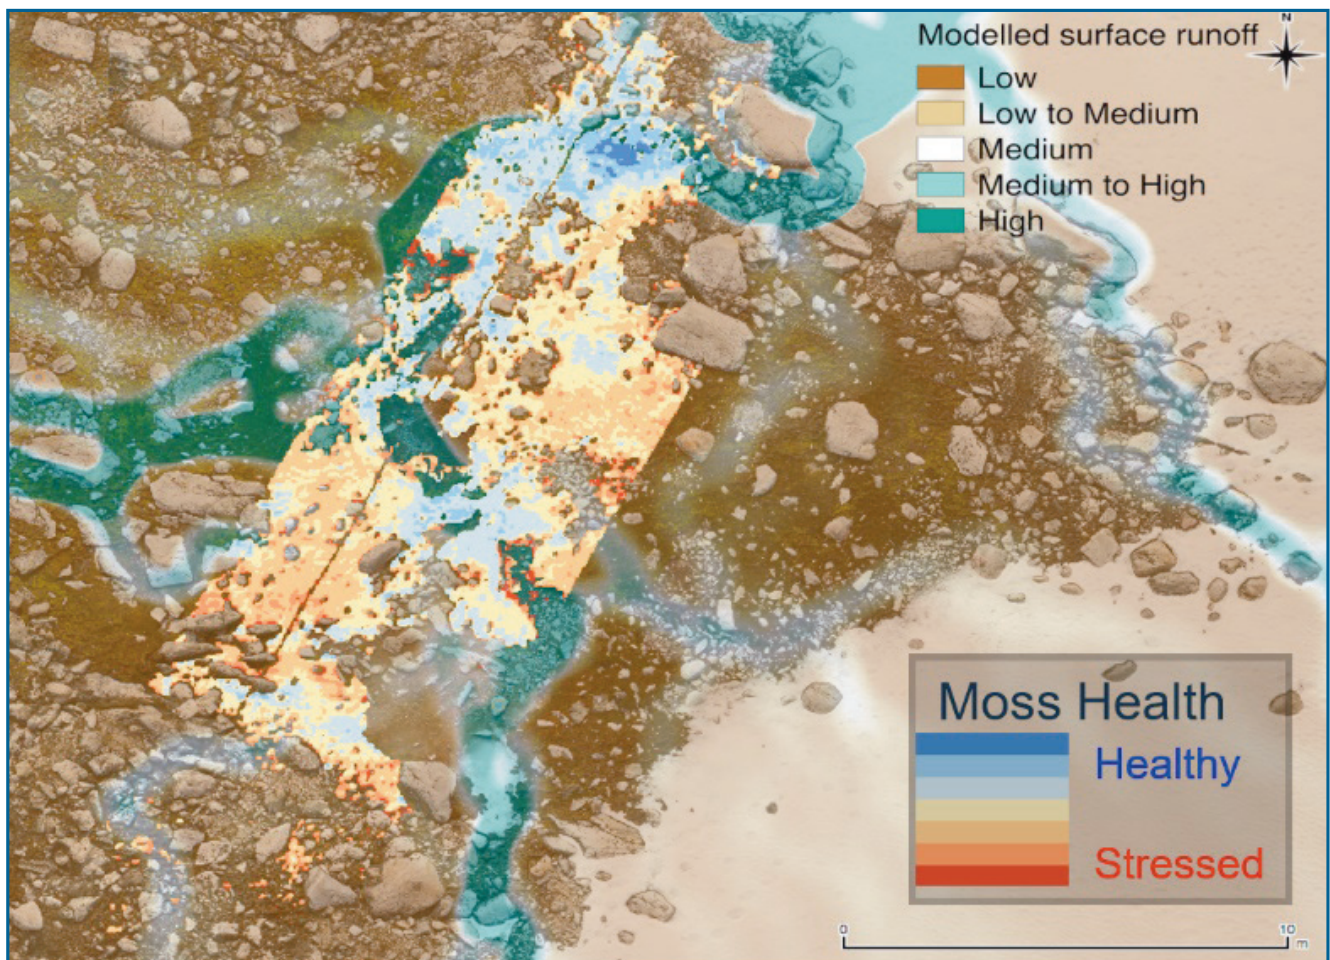 Modelled surface runoff
N
Low
Low to Medium
Medium
Medium to High
High
Moss Health
Healthy
Stressed
0
10
m